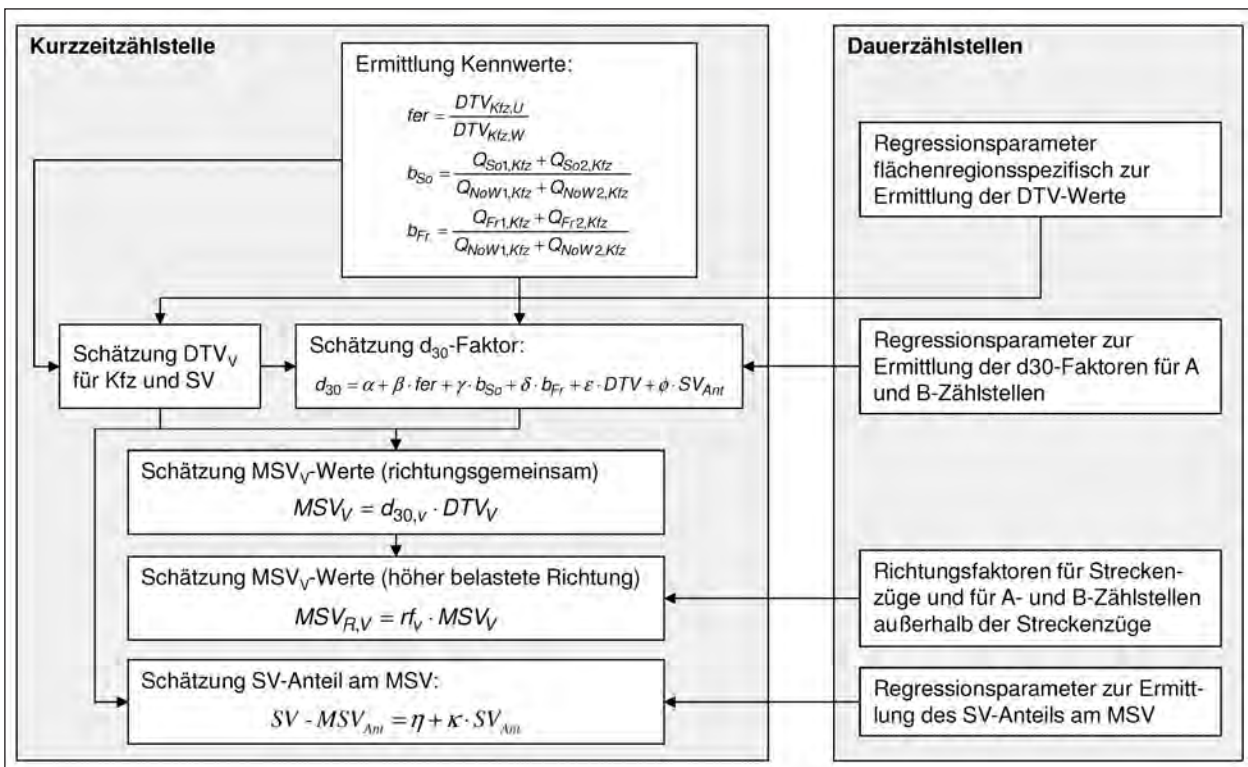 Kurzzeitzählstelle
Ermittlung Kennwerte:
fer = DTV_Kfz,U / DTV_Kfz,W
b_So = (Q_So1,Kfz + Q_So2,Kfz) / (Q_NoW1,Kfz + Q_NoW2,Kfz)
b_Fr = (Q_Fr1,Kfz + Q_Fr2,Kfz) / (Q_NoW1,Kfz + Q_NoW2,Kfz)
Schätzung DTV_V
für Kfz und SV
Schätzung d_30-Faktor:
d_30 = α + β · fer + γ · b_So + δ · b_Fr + ε · DTV + ϕ · SV_Ant
Schätzung MSV_V-Werte (richtungsgemeinsam)
MSV_V = d_30,v · DTV_V
Schätzung MSV_V-Werte (höher belastete Richtung)
MSV_R,V = rf_v · MSV_V
Schätzung SV-Anteil am MSV:
SV - MSV_Ant = η + κ · SV_Ant
Dauerzählstellen
Regressionsparameter
flächenregionsspezifisch zur
Ermittlung der DTV-Werte
Regressionsparameter zur
Ermittlung der d30-Faktoren für A
und B-Zählstellen
Richtungsfaktoren für Strecken-
züge und für A- und B-Zählstellen
außerhalb der Streckenzüge
Regressionsparameter zur Ermitt-
lung des SV-Anteils am MSV